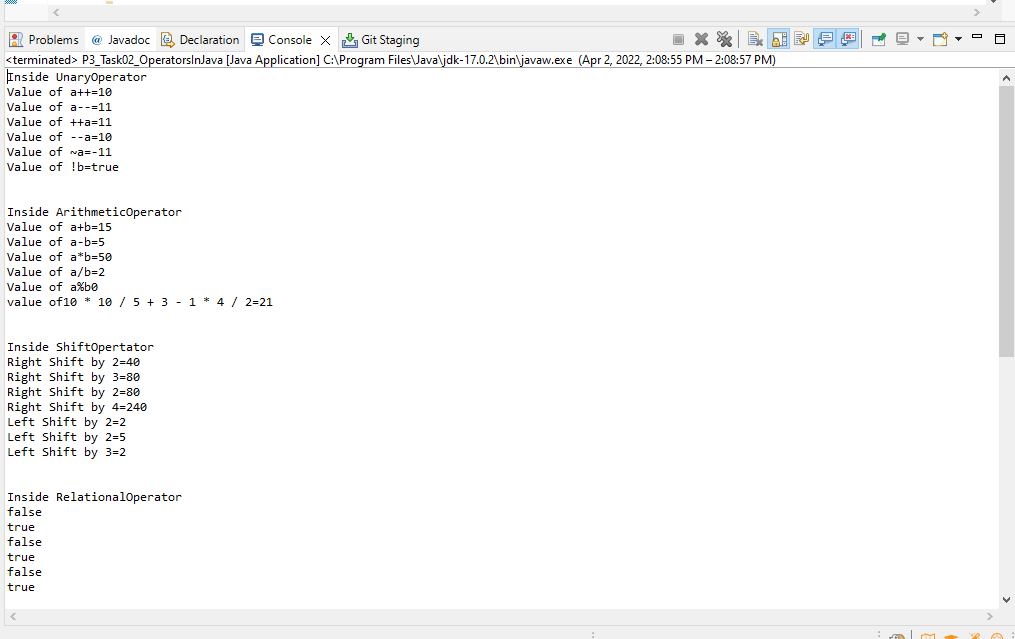 Problems @ Javadoc Declaration Console Git Staging
<terminated> P3_Task02_OperatorsInJava [Java Application] C:\Program Files\Java\jdk-17.0.2\bin\javaw.exe (Apr 2, 2022, 2:08:55 PM – 2:08:57 PM)
Inside UnaryOperator
Value of a++=10
Value of a--=11
Value of ++a=11
Value of --a=10
Value of ~a=-11
Value of !b=true
Inside ArithmeticOperator
Value of a+b=15
Value of a-b=5
Value of a*b=50
Value of a/b=2
Value of a%b0
value of10 * 10 / 5 + 3 - 1 * 4 / 2=21
Inside ShiftOpertator
Right Shift by 2=40
Right Shift by 3=80
Right Shift by 2=80
Right Shift by 4=240
Left Shift by 2=2
Left Shift by 2=5
Left Shift by 3=2
Inside RelationalOperator
false
true
false
true
false
true